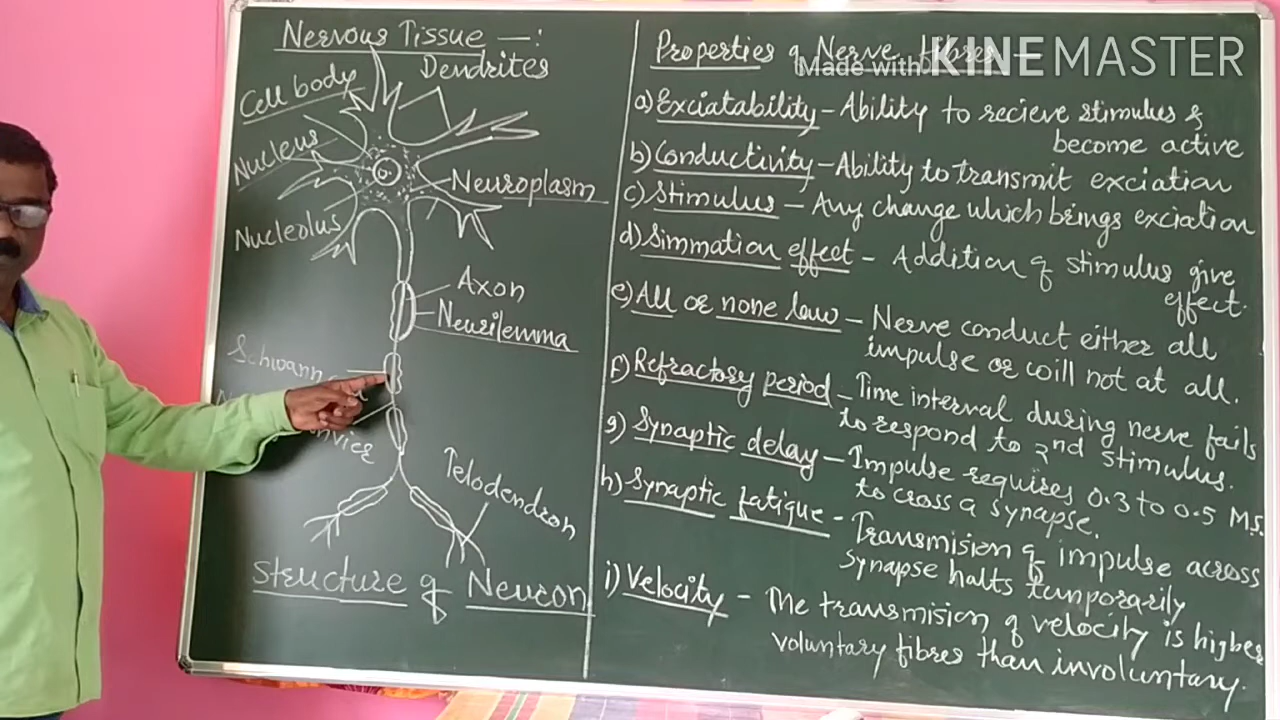 Nervous Tissue —:
Dendrites
Cell body
Nucleus
Neuroplasm
Nucleolus
Axon
Neurilemma
Schwann
Telodendron
Structure of Neuron
Properties of Nerve fibres —
Made with KINEMASTER
a) Exciatability – Ability to recieve stimulus &
become active
b) Conductivity – Ability to transmit exciation
c) Stimulus – Any change which brings exciation
d) Simmation effect – Addition of stimulus give
effect.
e) All or none law – Nerve conduct either all
impulse or will not at all.
f) Refractory period – Time interval during nerve fails
to respond to 2nd stimulus.
g) Synaptic delay – Impulse requires 0.3 to 0.5 M.S.
to cross a synapse.
h) Synaptic fatigue - Transmision of impulse across
synapse halts tunporarily
i) Velocity - The transmision of velocity is higher
voluntary fibres than involuntary.